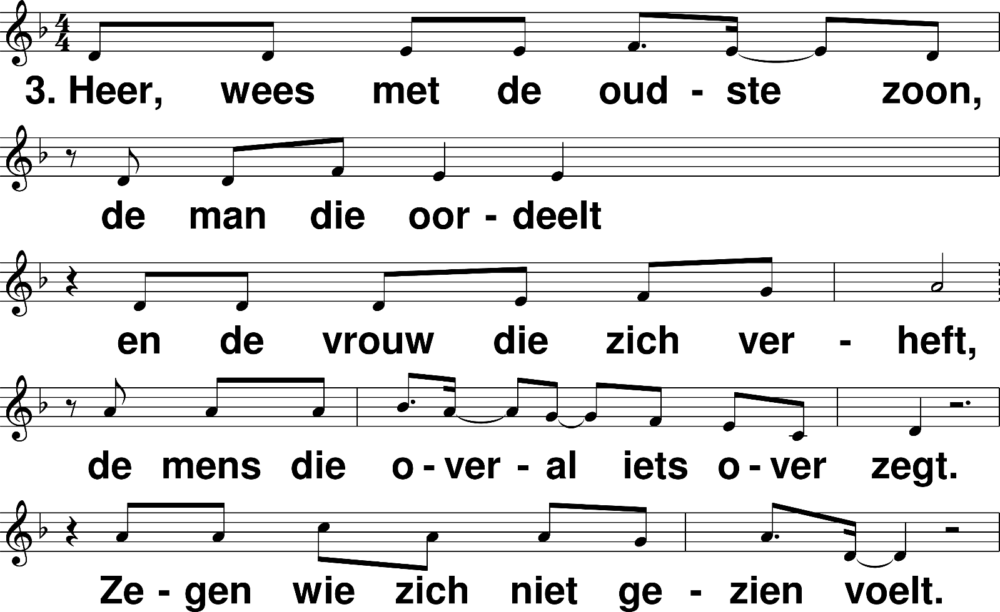 3. Heer, wees met de oud - ste zoon,
de man die oor - deelt
en de vrouw die zich ver - heft,
de mens die o - ver - al iets o - ver zegt.
Ze - gen wie zich niet ge - zien voelt.